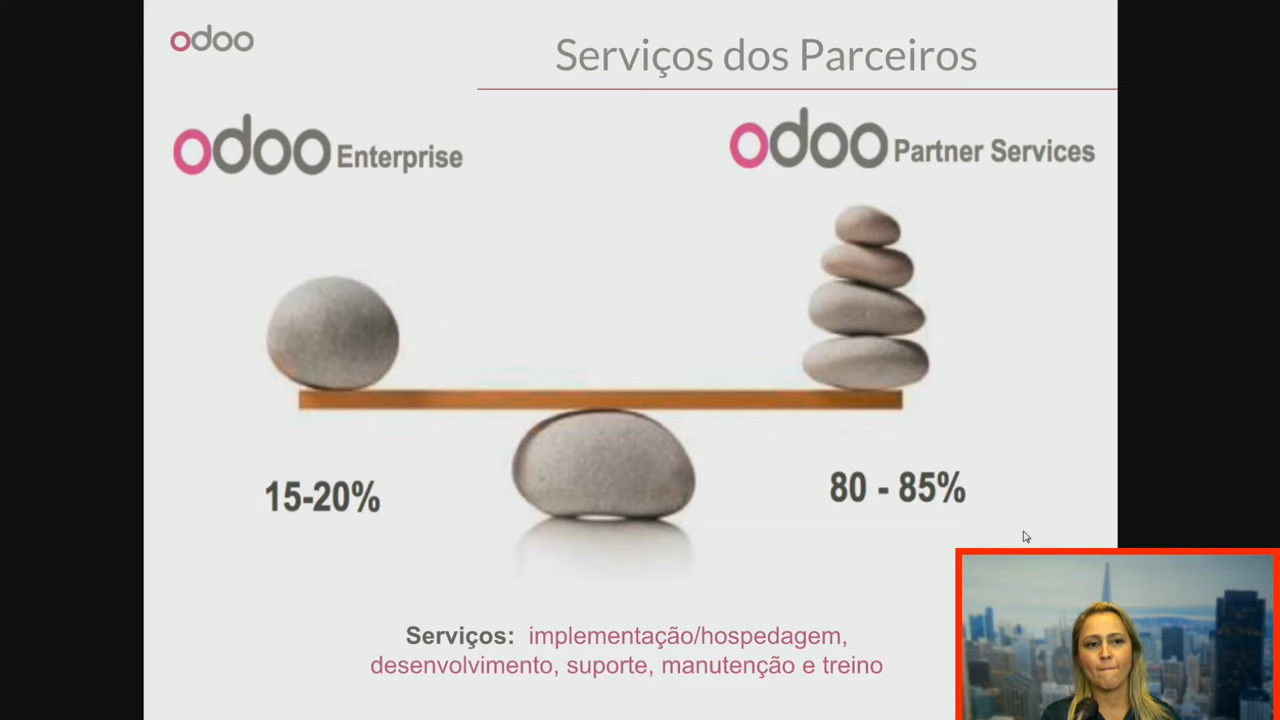 odoo
Serviços dos Parceiros
odoo Enterprise
odoo Partner Services
15-20%
80 - 85%
Serviços: implementação/hospedagem,
desenvolvimento, suporte, manutenção e treino